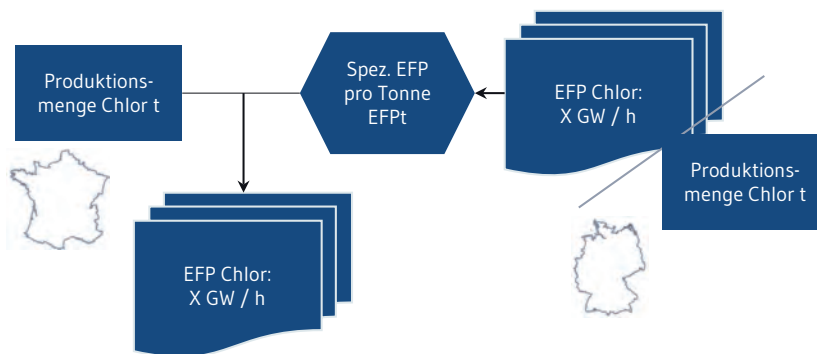 Produktions-
menge Chlor t
Spez. EFP
pro Tonne
EFPt
EFP Chlor:
X GW / h
Produktions-
menge Chlor t
EFP Chlor:
X GW / h